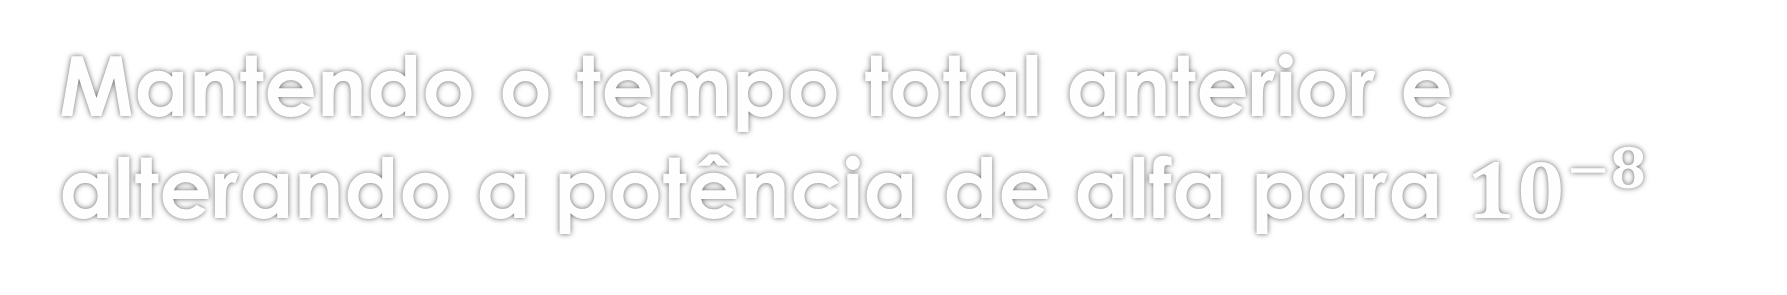 Mantendo o tempo total anterior e
alterando a potência de alfa para 10⁻⁸